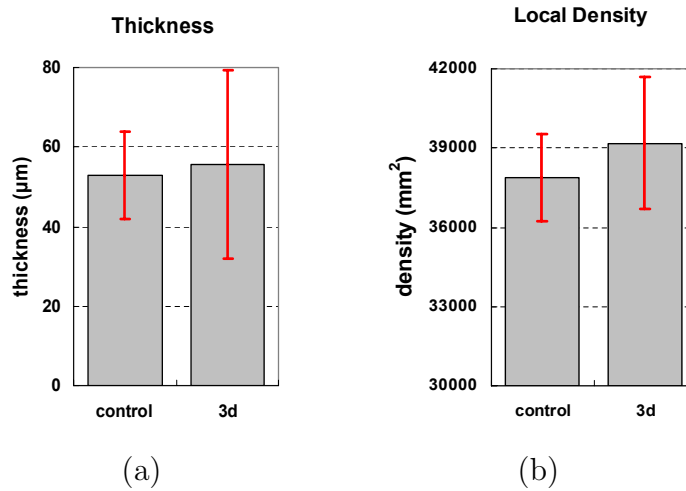 Thickness
80
60
40
20
0
thickness (µm)
control 3d
(a)
Local Density
42000
39000
36000
33000
30000
density (mm²)
control 3d
(b)